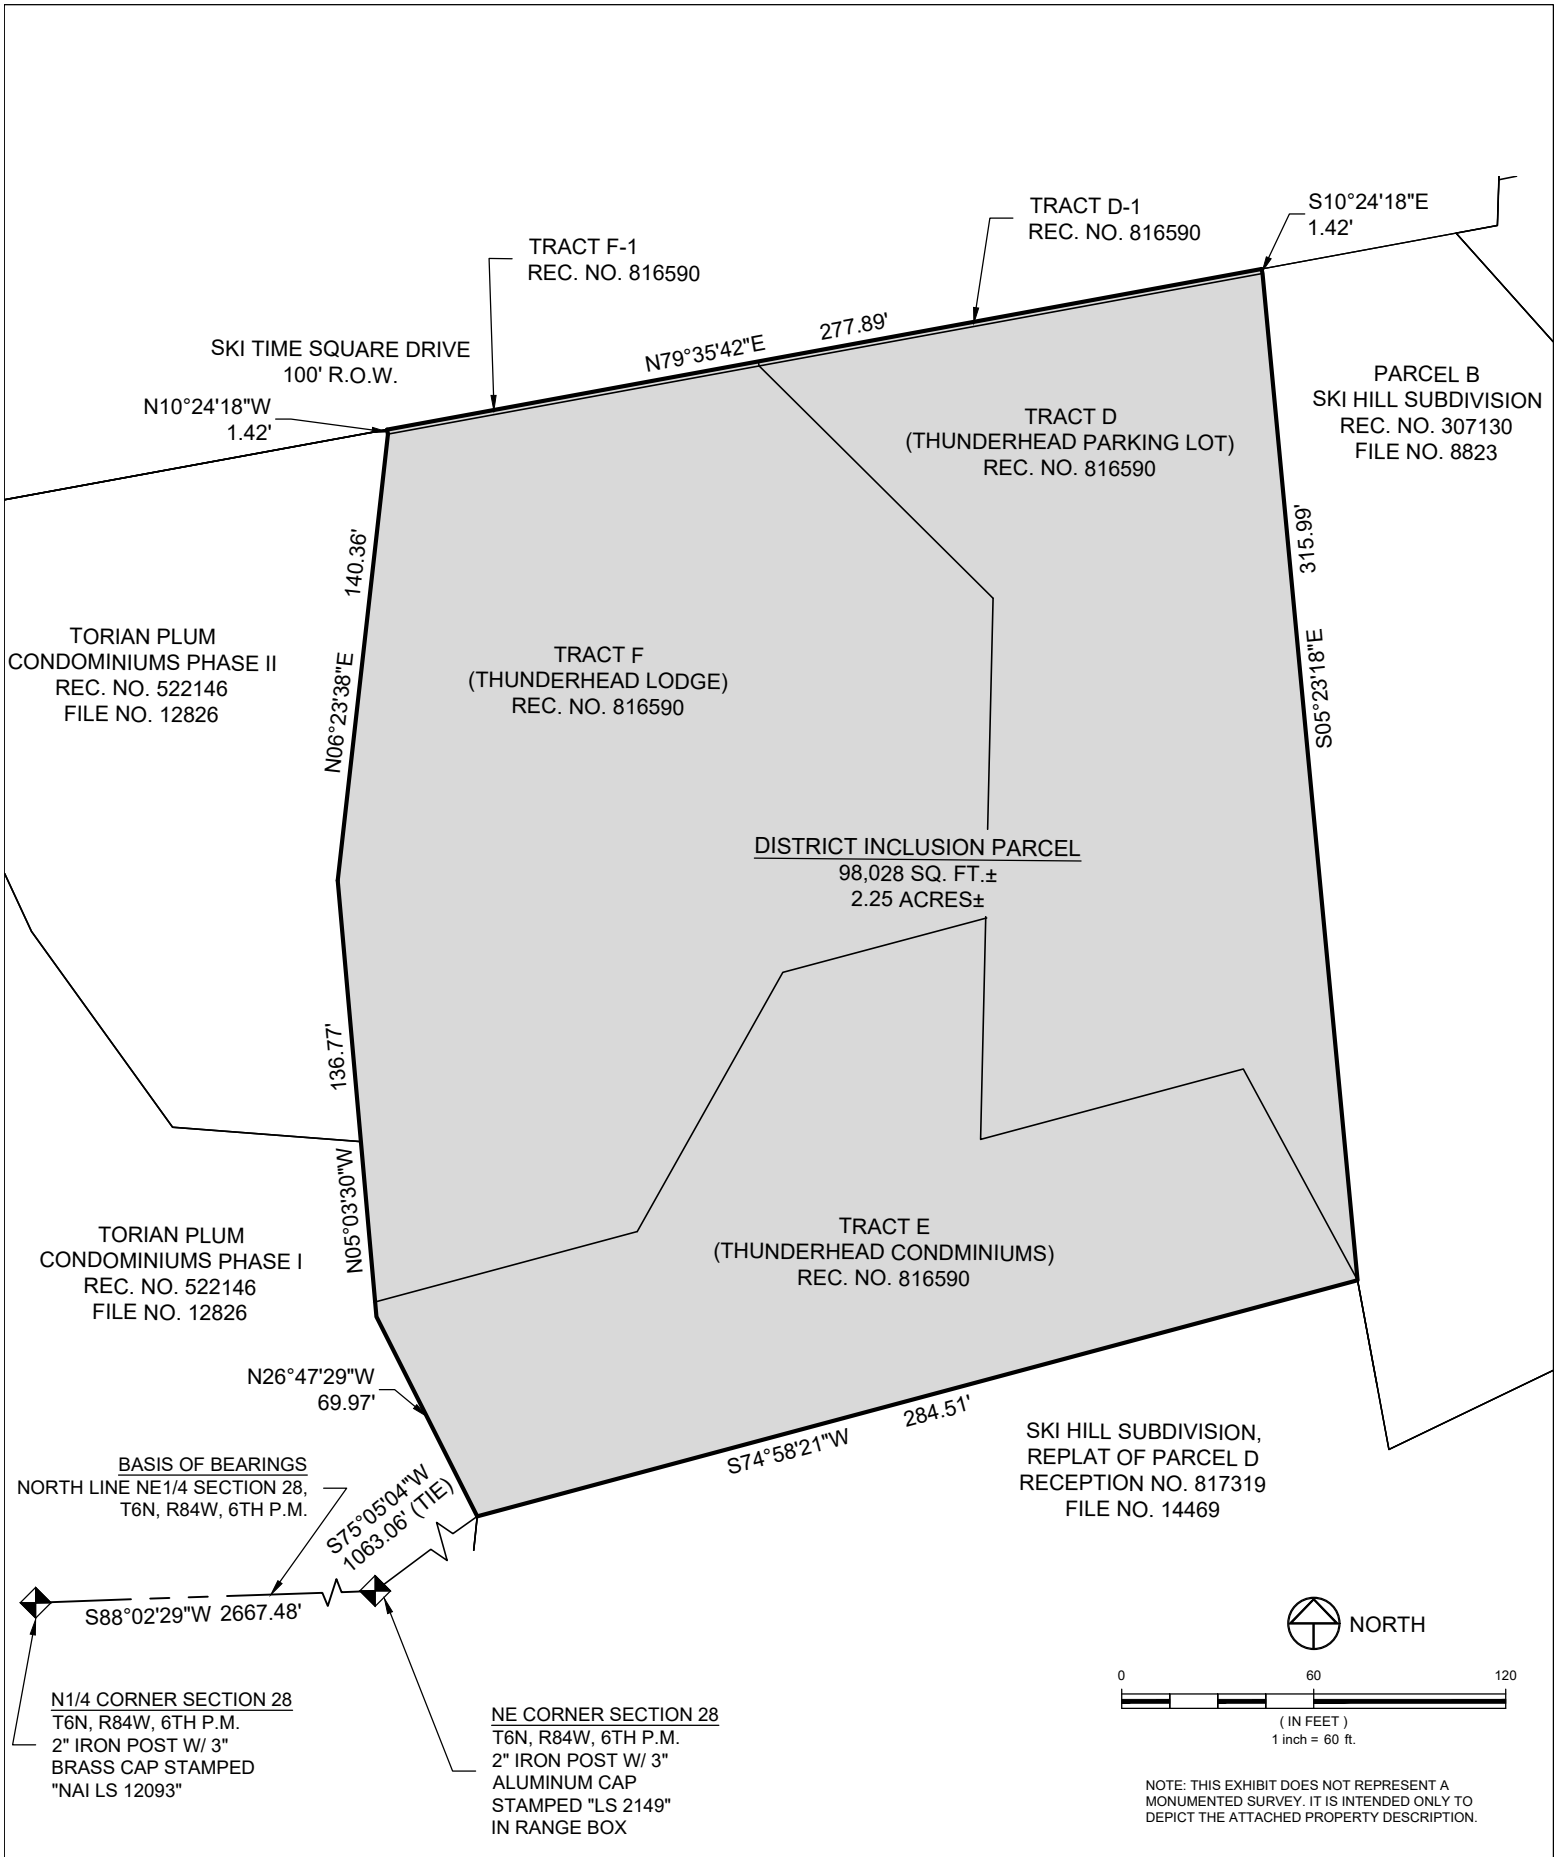 TRACT D-1
REC. NO. 816590
S10°24'18"E
1.42'
TRACT F-1
REC. NO. 816590
SKI TIME SQUARE DRIVE
100' R.O.W.
N79°35'42"E 277.89'
N10°24'18"W
1.42'
PARCEL B
SKI HILL SUBDIVISION
REC. NO. 307130
FILE NO. 8823
TRACT D
(THUNDERHEAD PARKING LOT)
REC. NO. 816590
N06°23'38"E 140.36'
S05°23'18"E 315.99'
TORIAN PLUM
CONDOMINIUMS PHASE II
REC. NO. 522146
FILE NO. 12826
TRACT F
(THUNDERHEAD LODGE)
REC. NO. 816590
DISTRICT INCLUSION PARCEL
98,028 SQ. FT.±
2.25 ACRES±
N05°03'30"W 136.77'
TORIAN PLUM
CONDOMINIUMS PHASE I
REC. NO. 522146
FILE NO. 12826
TRACT E
(THUNDERHEAD CONDMINIUMS)
REC. NO. 816590
N26°47'29"W
69.97'
S74°58'21"W 284.51'
SKI HILL SUBDIVISION,
REPLAT OF PARCEL D
RECEPTION NO. 817319
FILE NO. 14469
BASIS OF BEARINGS
NORTH LINE NE1/4 SECTION 28,
T6N, R84W, 6TH P.M.
S75°05'04"W
1063.06' (TIE)
S88°02'29"W 2667.48'
N1/4 CORNER SECTION 28
T6N, R84W, 6TH P.M.
2" IRON POST W/ 3"
BRASS CAP STAMPED
"NAI LS 12093"
NE CORNER SECTION 28
T6N, R84W, 6TH P.M.
2" IRON POST W/ 3"
ALUMINUM CAP
STAMPED "LS 2149"
IN RANGE BOX
NORTH
0 60 120
( IN FEET )
1 inch = 60 ft.
NOTE: THIS EXHIBIT DOES NOT REPRESENT A
MONUMENTED SURVEY. IT IS INTENDED ONLY TO
DEPICT THE ATTACHED PROPERTY DESCRIPTION.